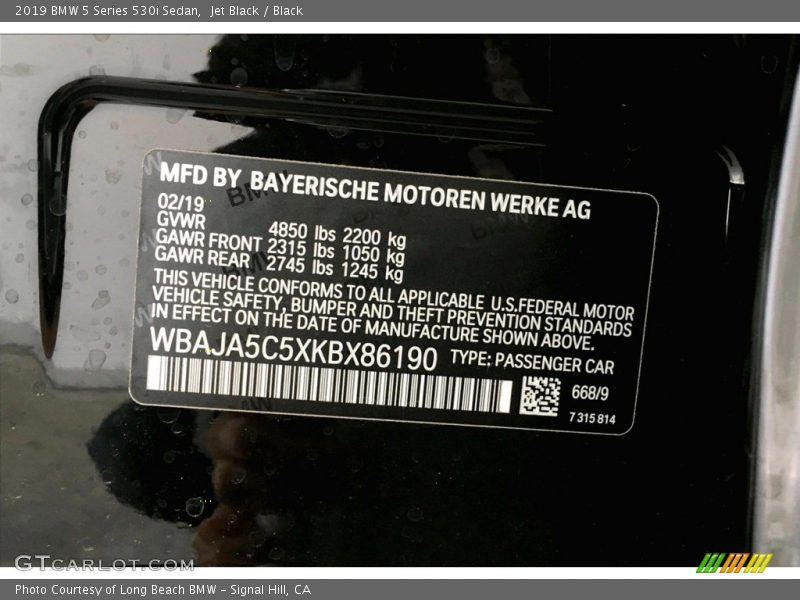 2019 BMW 5 Series 530i Sedan,  Jet Black / Black
MFD BY BAYERISCHE MOTOREN WERKE AG
02/19
GVWR 4850 lbs 2200 kg
GAWR FRONT 2315 lbs 1050 kg
GAWR REAR 2745 lbs 1245 kg
THIS VEHICLE CONFORMS TO ALL APPLICABLE U.S.FEDERAL MOTOR
VEHICLE SAFETY, BUMPER AND THEFT PREVENTION STANDARDS
IN EFFECT ON THE DATE OF MANUFACTURE SHOWN ABOVE.
WBAJA5C5XKBX86190 TYPE: PASSENGER CAR
668/9
7 315 814
GTCARLOT.COM
Photo Courtesy of Long Beach BMW – Signal Hill, CA